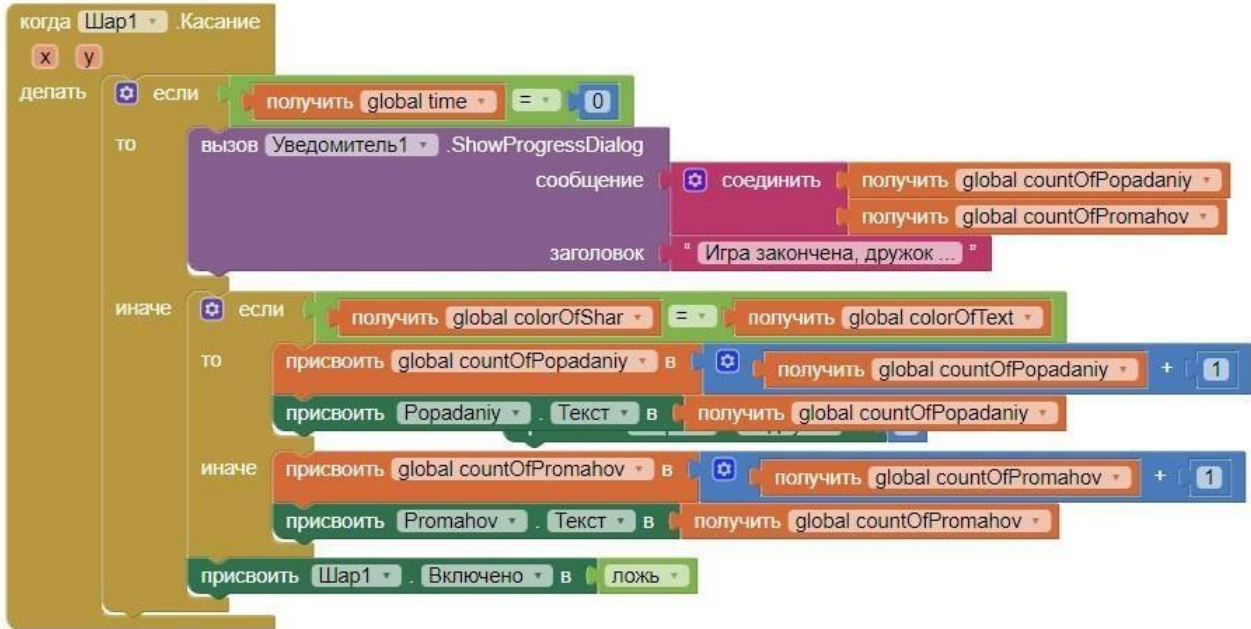 когда Шар1 .Касание
x y
делать если получить global time = 0
то вызов Уведомитель1 .ShowProgressDialog
сообщение соединить получить global countOfPopadaniy
получить global countOfPromahov
заголовок " Игра закончена, дружок ... "
иначе если получить global colorOfShar = получить global colorOfText
то присвоить global countOfPopadaniy в получить global countOfPopadaniy + 1
присвоить Popadaniy . Текст в получить global countOfPopadaniy
иначе присвоить global countOfPromahov в получить global countOfPromahov + 1
присвоить Promahov . Текст в получить global countOfPromahov
присвоить Шар1 . Включено в ложь